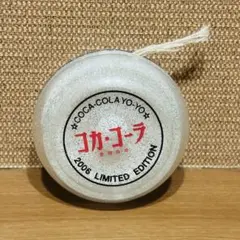 ☆COCA-COLA YO-YO☆
コカ・コーラ
2006 LIMITED EDITION